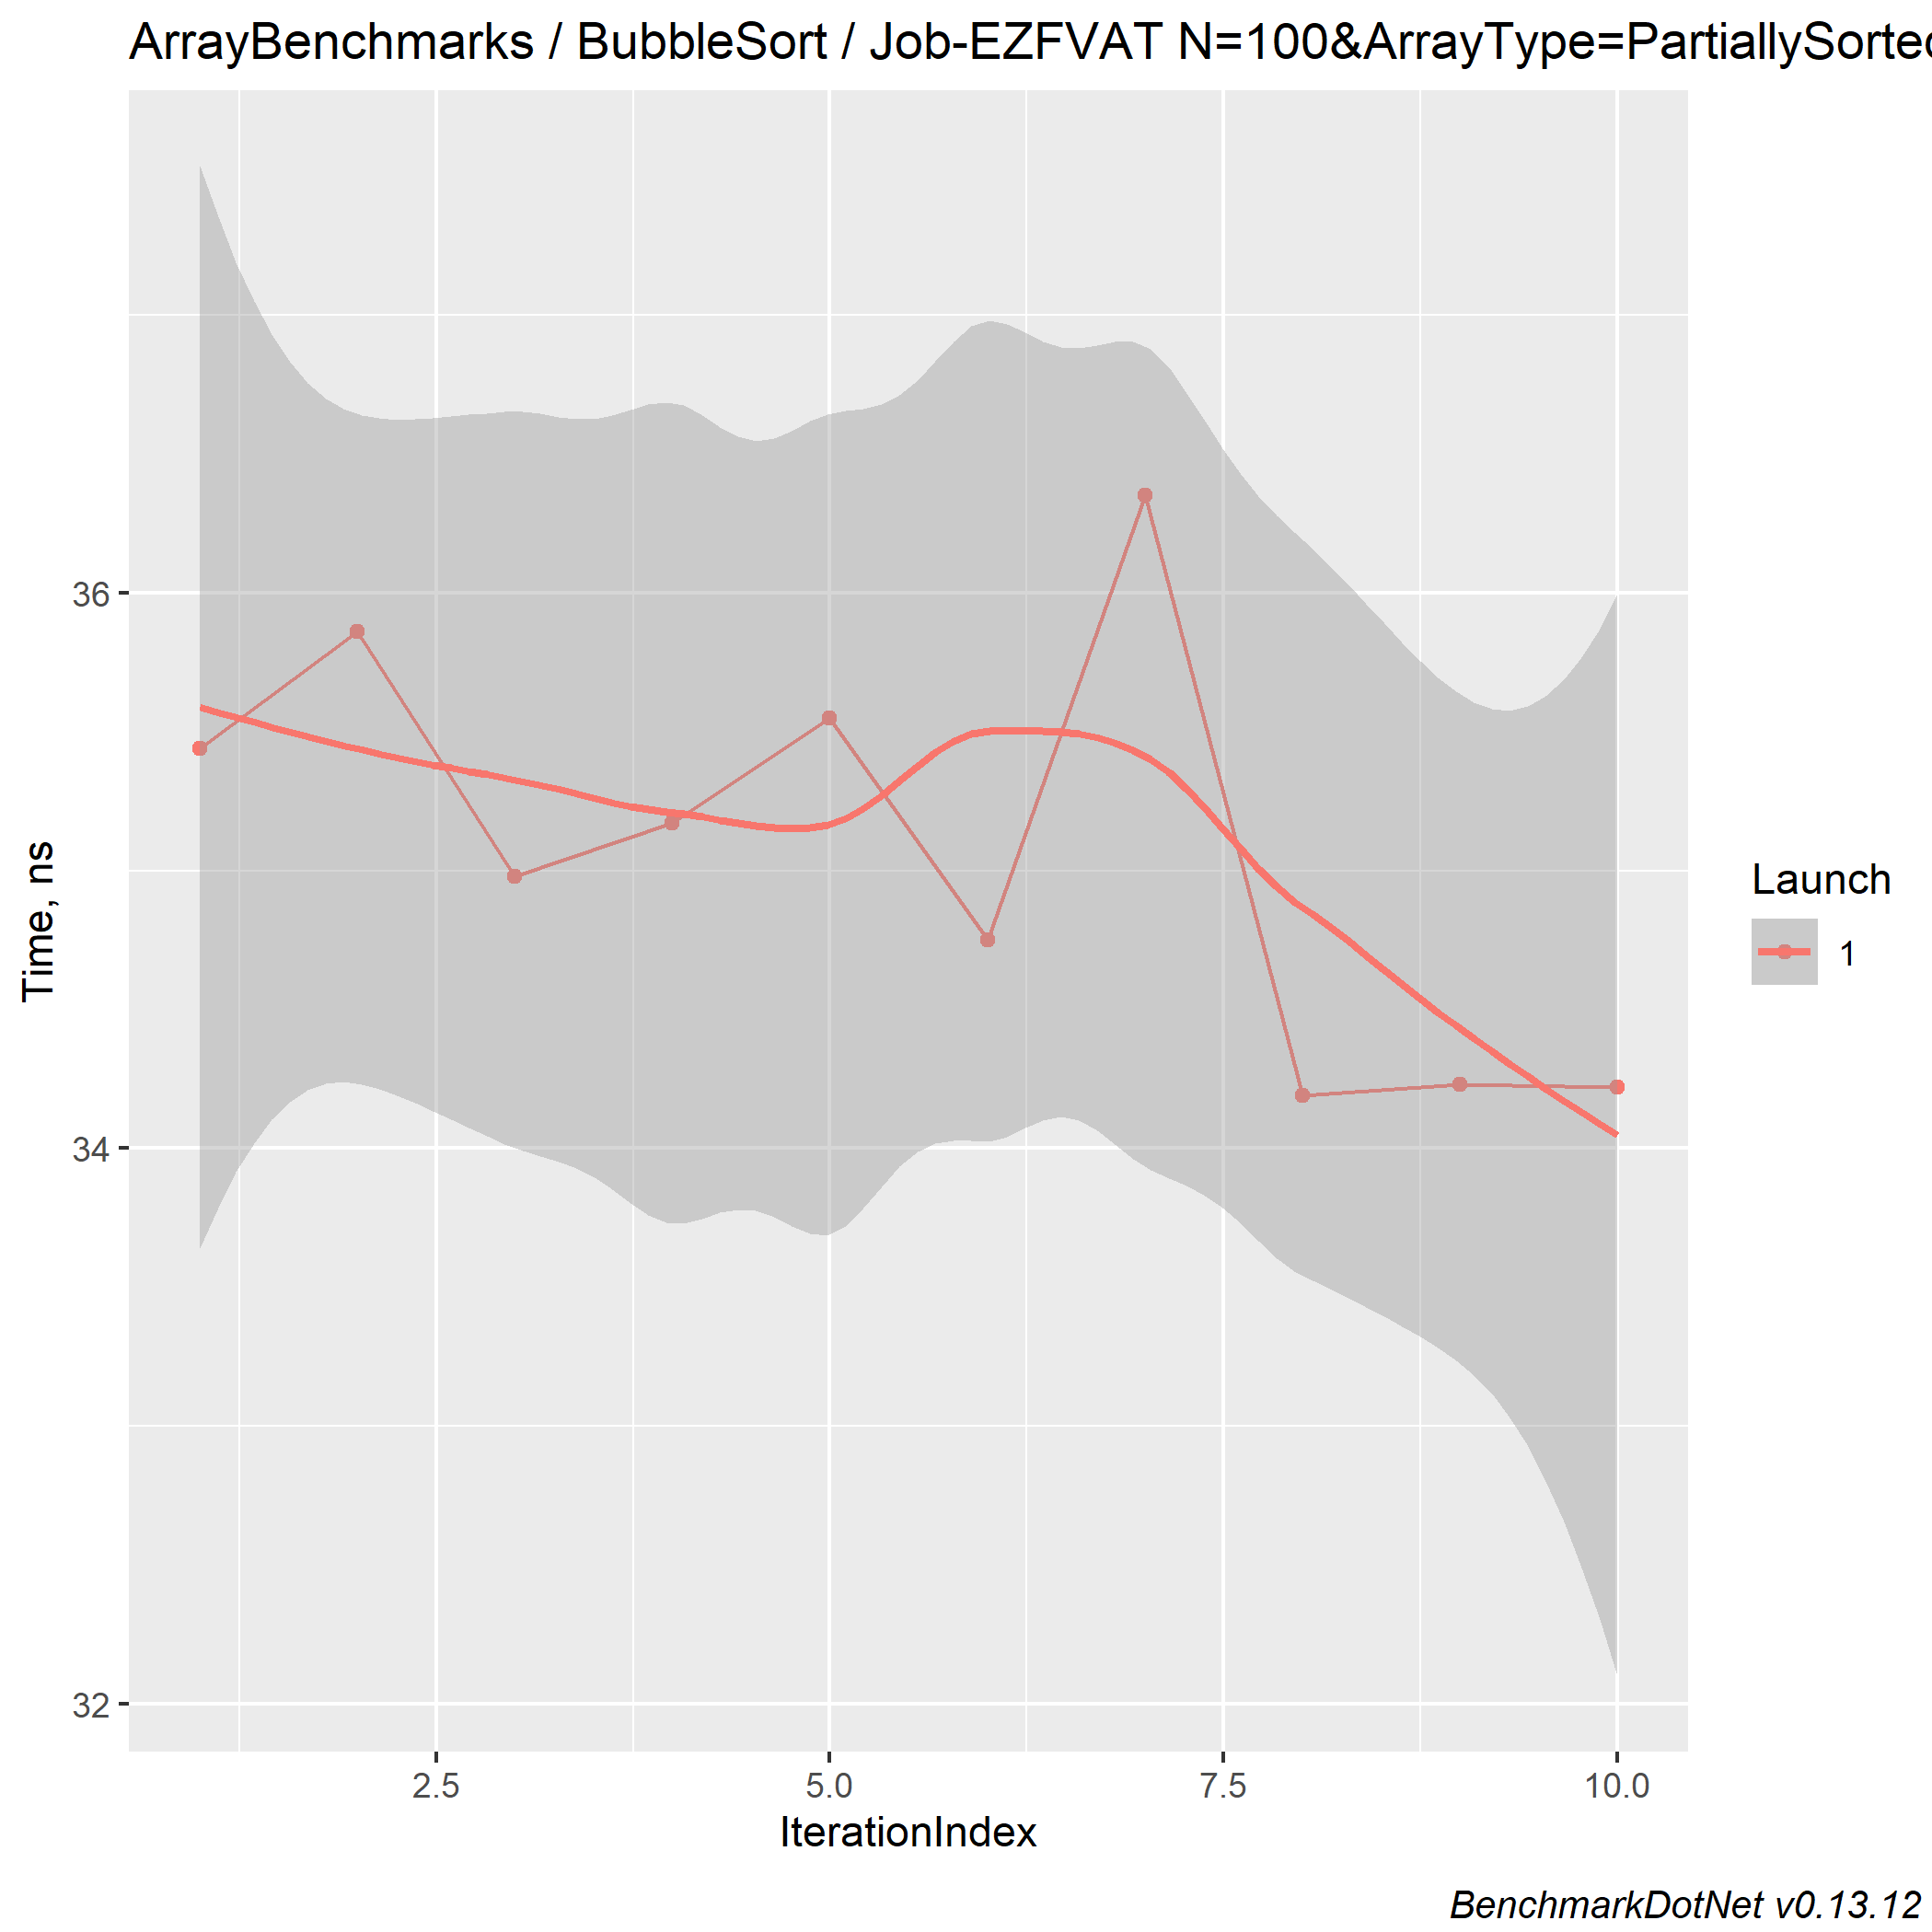 ArrayBenchmarks / BubbleSort / Job-EZFVAT N=100&ArrayType=PartiallySorted
Time, ns
36
34
32
2.5
5.0
7.5
10.0
IterationIndex
Launch
1
BenchmarkDotNet v0.13.12